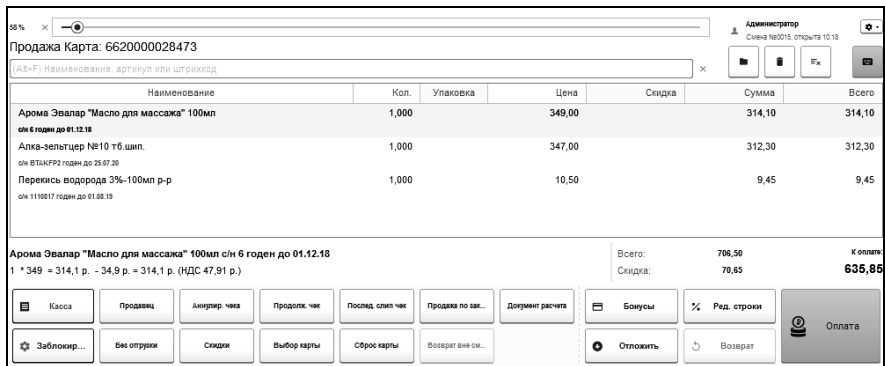 58 %
Администратор
Смена №0015, открыта 10:18
Продажа Карта: 6620000028473
(Alt+F) Наименование, артикул или штрихкод
Наименование Кол. Упаковка Цена Скидка Сумма Всего
Арома Эвалар "Масло для массажа" 100мл 1,000 349,00 314,10 314,10
с/н 6 годен до 01.12.18
Алка-зельтцер №10 тб.шип. 1,000 347,00 312,30 312,30
с/н BTAKFP2 годен до 25.07.20
Перекись водорода 3%-100мл р-р 1,000 10,50 9,45 9,45
с/н 1110817 годен до 01.08.19
Арома Эвалар "Масло для массажа" 100мл с/н 6 годен до 01.12.18 Всего: 706,50 К оплате:
1 * 349 = 314,1 р. - 34,9 р. = 314,1 р. (НДС 47,91 р.) Скидка: 70,65 635,85
Касса Продавец Аннулир. чека Продолж. чек Послед. слип чек Продажа по зак... Документ расчета Бонусы Ред. строки Оплата
Заблокир... Без отгрузки Скидки Выбор карты Сброс карты Возврат вне см... Отложить Возврат